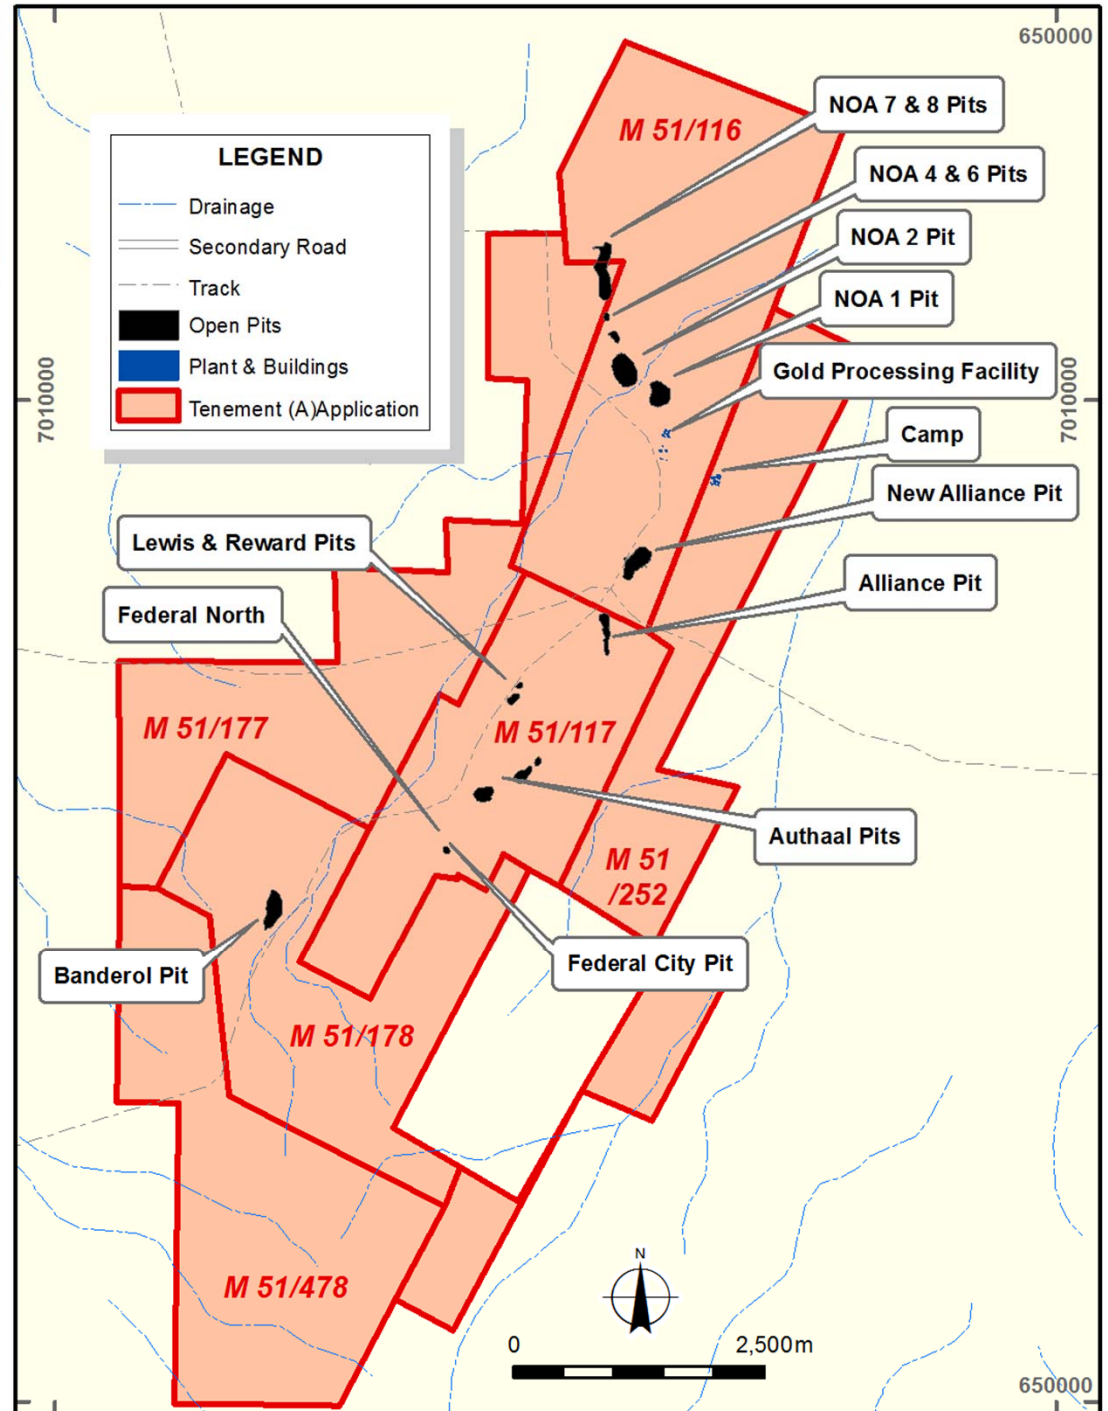 650000
NOA 7 & 8 Pits
M 51/116
LEGEND
Drainage
Secondary Road
Track
Open Pits
Plant & Buildings
Tenement (A)Application
NOA 4 & 6 Pits
NOA 2 Pit
NOA 1 Pit
Gold Processing Facility
7010000
7010000
Camp
New Alliance Pit
Lewis & Reward Pits
Alliance Pit
Federal North
M 51/177
M 51/117
Authaal Pits
M 51
/252
Banderol Pit
Federal City Pit
M 51/178
M 51/478
N
0
2,500m
650000